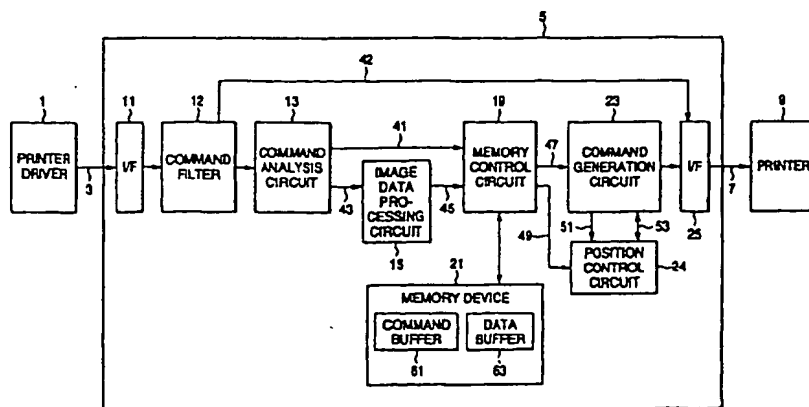 5
42
1
11
12
13
19
23
9
PRINTER
DRIVER
3
I/F
COMMAND
FILTER
COMMAND
ANALYSIS
CIRCUIT
41
43
IMAGE
DATA
PRO-
CESSING
CIRCUIT
15
45
MEMORY
CONTROL
CIRCUIT
47
49
COMMAND
GENERATION
CIRCUIT
51
53
I/F
25
7
PRINTER
POSITION
CONTROL
CIRCUIT
24
21
MEMORY DEVICE
COMMAND
BUFFER
61
DATA
BUFFER
63